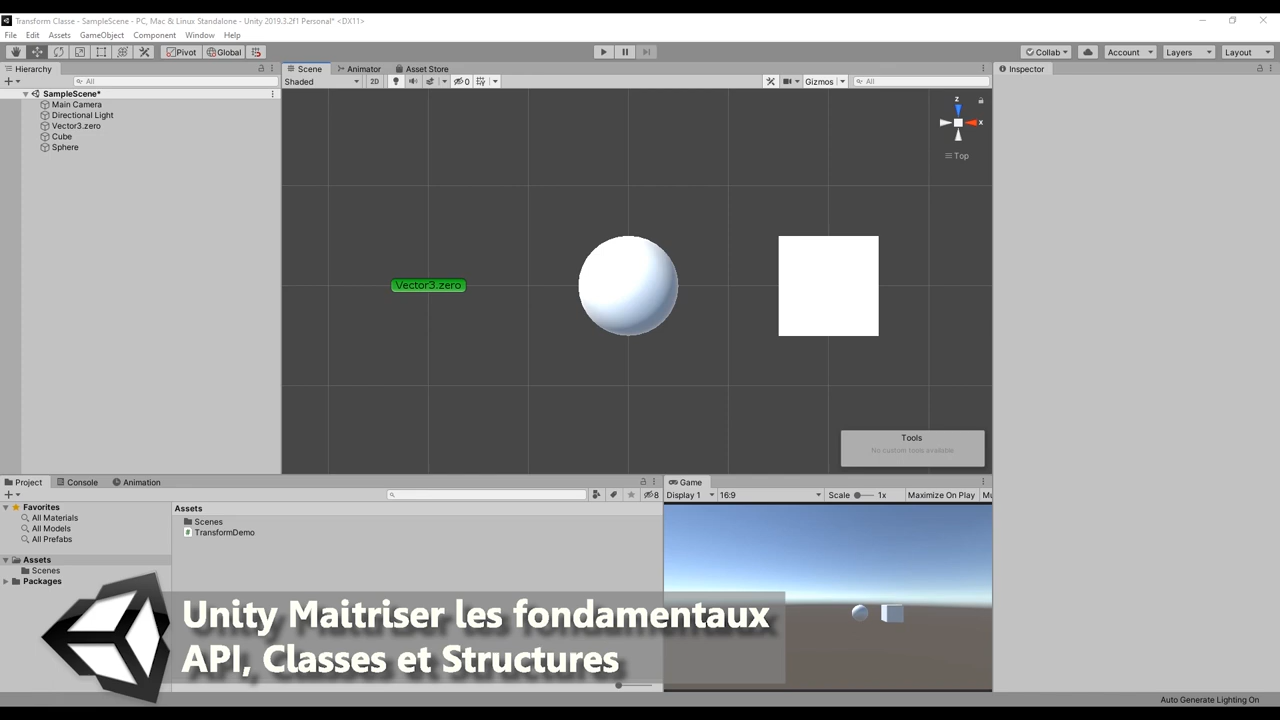 Transform Classe - SampleScene - PC, Mac & Linux Standalone - Unity 2019.3.2f1 Personal* <DX11>
File Edit Assets GameObject Component Window Help
Pivot Global Collab Account Layers Layout
Hierarchy
All
SampleScene*
Main Camera
Directional Light
Vector3.zero
Cube
Sphere
Scene Animator Asset Store
Shaded 2D 0 Gizmos All
z
x
Top
Vector3.zero
Tools
No custom tools available
Inspector
Project Console Animation
8
Favorites
All Materials
All Models
All Prefabs
Assets
Scenes
Packages
Assets
Scenes
TransformDemo
Game
Display 1 16:9 Scale 1x Maximize On Play Mu
Unity Maitriser les fondamentaux
API, Classes et Structures
Auto Generate Lighting On